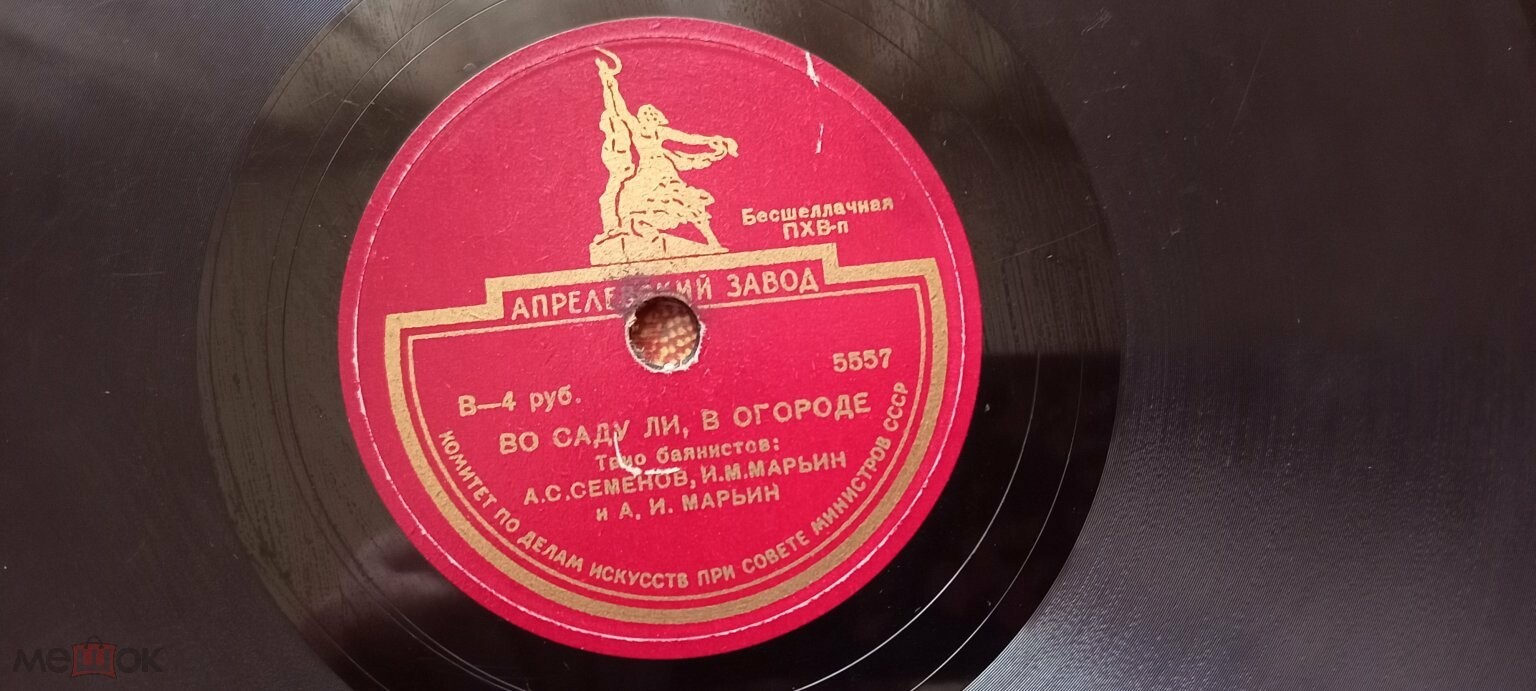 Бесшеллачная
ПХВ-п
АПРЕЛЕВСКИЙ ЗАВОД
5557
В—4 руб.
ВО САДУ ЛИ, В ОГОРОДЕ
Трио баянистов:
А.С.СЕМЕНОВ, И.М.МАРЬИН
и А. И. МАРЬИН
КОМИТЕТ ПО ДЕЛАМ ИСКУССТВ ПРИ СОВЕТЕ МИНИСТРОВ СССР
мешок